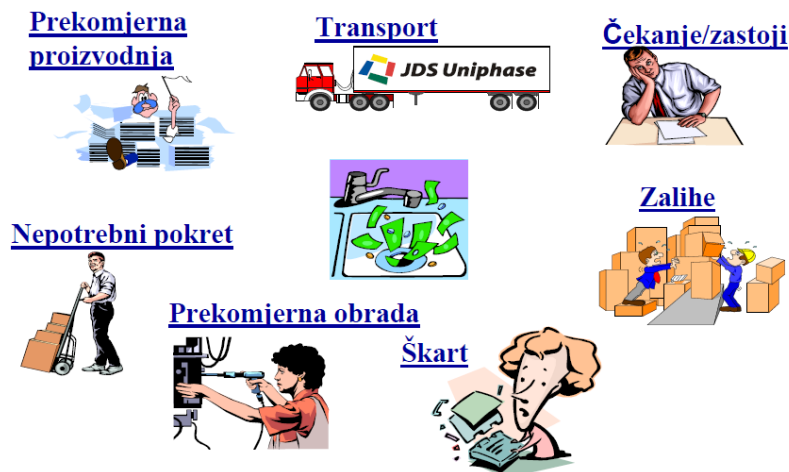 Prekomjerna
proizvodnja
Transport
Čekanje/zastoji
JDS Uniphase
Zalihe
Nepotrebni pokret
Prekomjerna obrada
Škart